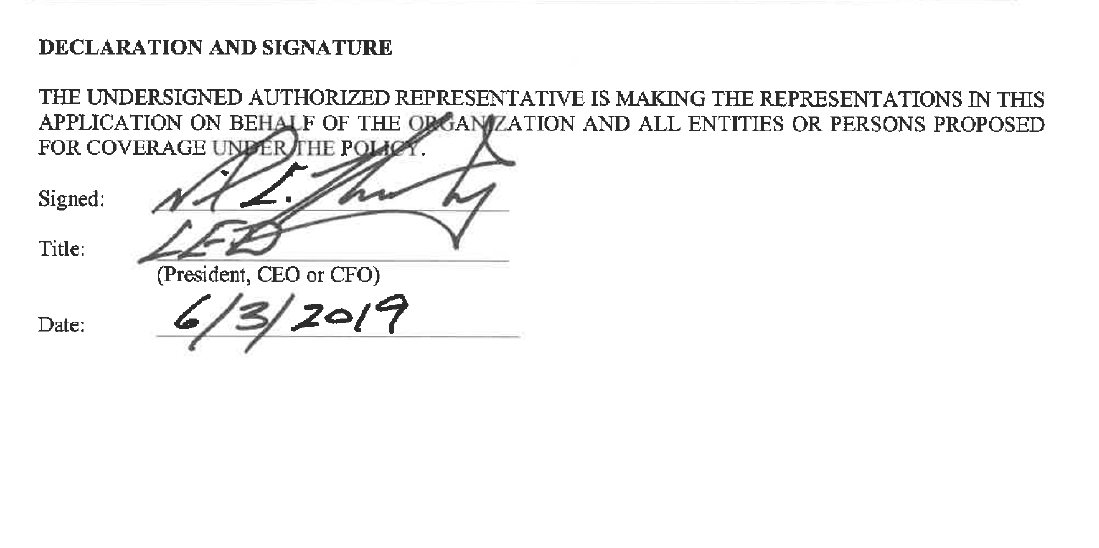 DECLARATION AND SIGNATURE
THE UNDERSIGNED AUTHORIZED REPRESENTATIVE IS MAKING THE REPRESENTATIONS IN THIS
APPLICATION ON BEHALF OF THE ORGANIZATION AND ALL ENTITIES OR PERSONS PROPOSED
FOR COVERAGE UNDER THE POLICY.
Signed:
Title:
(President, CEO or CFO)
Date: 6/3/2019